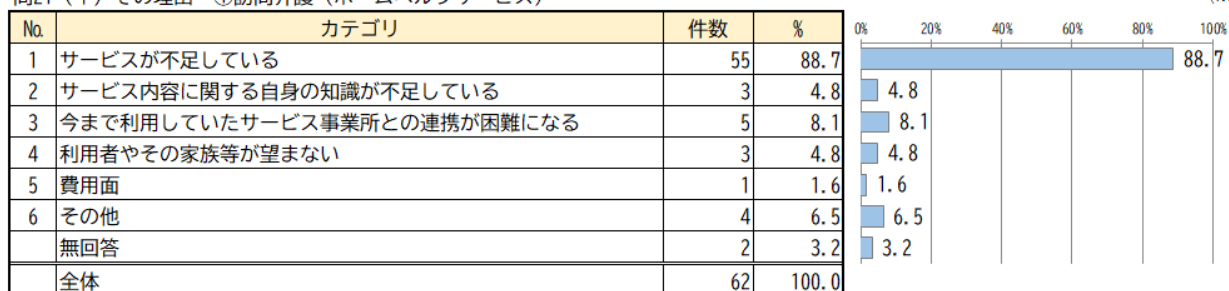 No. カテゴリ 件数 %
1 サービスが不足している 55 88.7
2 サービス内容に関する自身の知識が不足している 3 4.8
3 今まで利用していたサービス事業所との連携が困難になる 5 8.1
4 利用者やその家族等が望まない 3 4.8
5 費用面 1 1.6
6 その他 4 6.5
無回答 2 3.2
全体 62 100.0
0% 20% 40% 60% 80% 100%
88.7
4.8
8.1
4.8
1.6
6.5
3.2